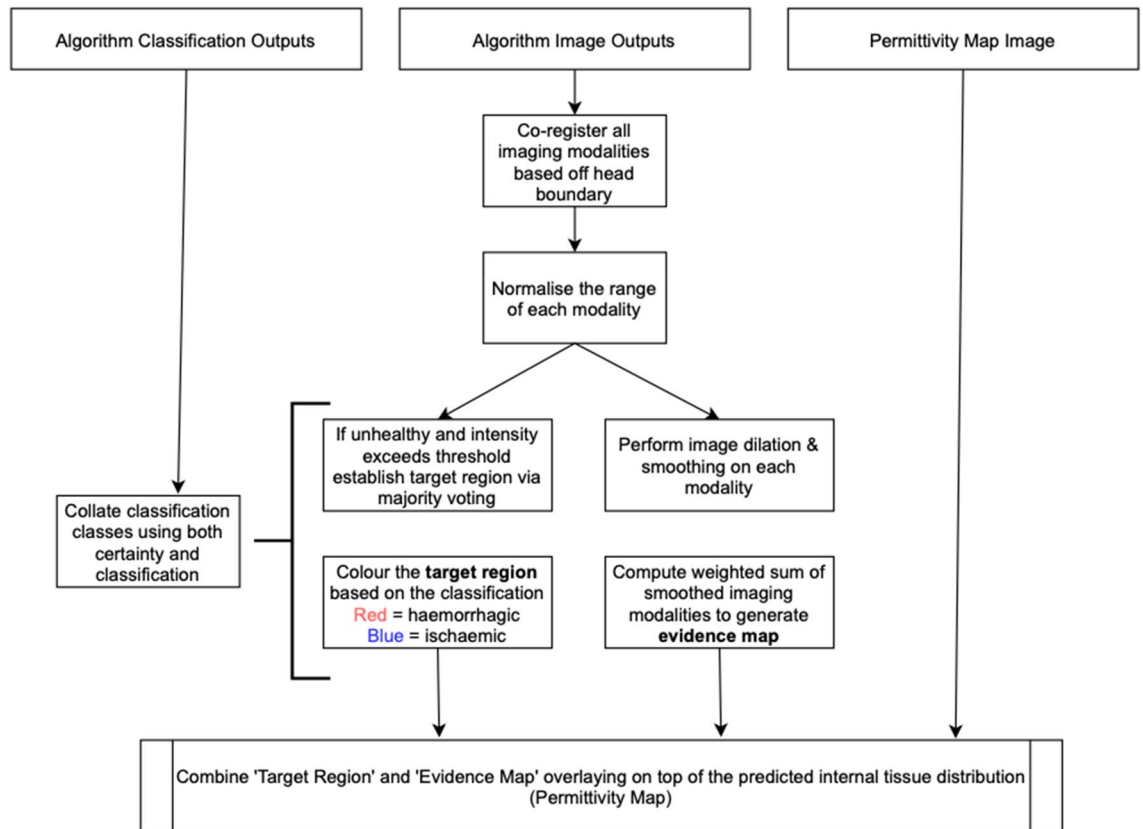 Algorithm Classification Outputs
Algorithm Image Outputs
Permittivity Map Image
Co-register all
imaging modalities
based off head
boundary
Normalise the range
of each modality
If unhealthy and intensity
exceeds threshold
establish target region via
majority voting
Perform image dilation &
smoothing on each
modality
Collate classification
classes using both
certainty and
classification
Colour the target region
based on the classification
Red = haemorrhagic
Blue = ischaemic
Compute weighted sum of
smoothed imaging
modalities to generate
evidence map
Combine 'Target Region' and 'Evidence Map' overlaying on top of the predicted internal tissue distribution
(Permittivity Map)